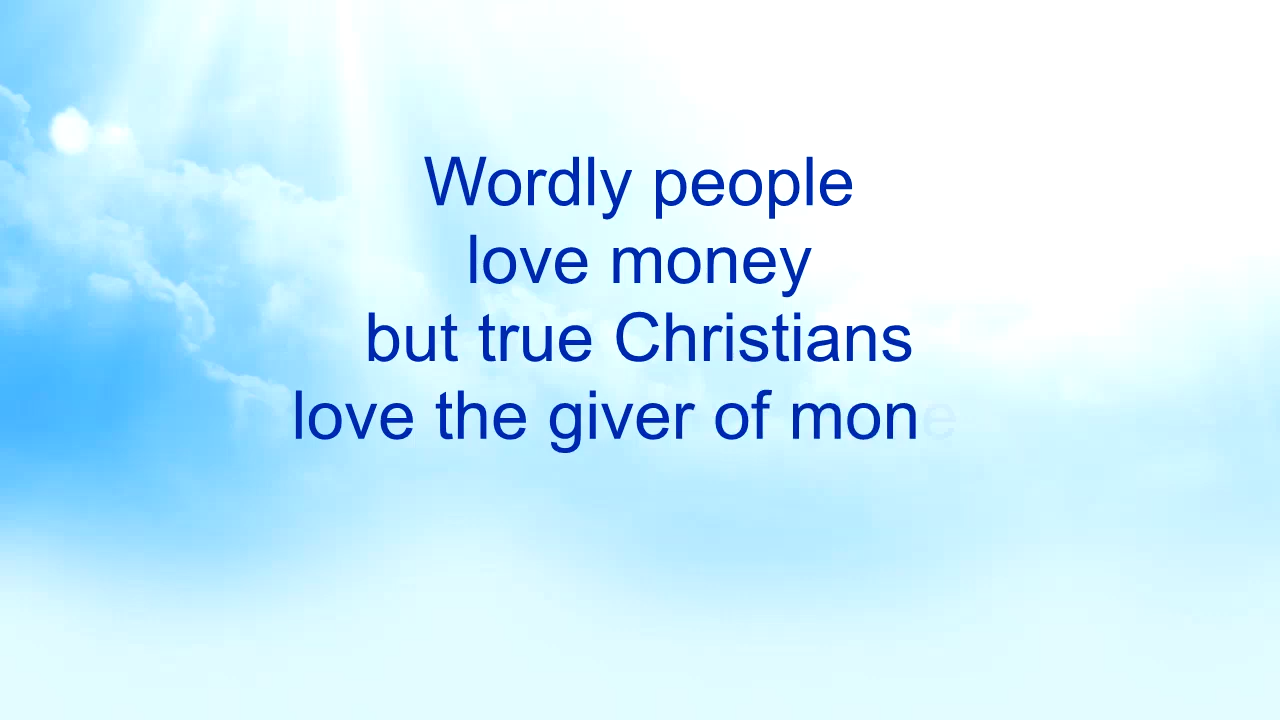 Wordly people
love money
but true Christians
love the giver of mone